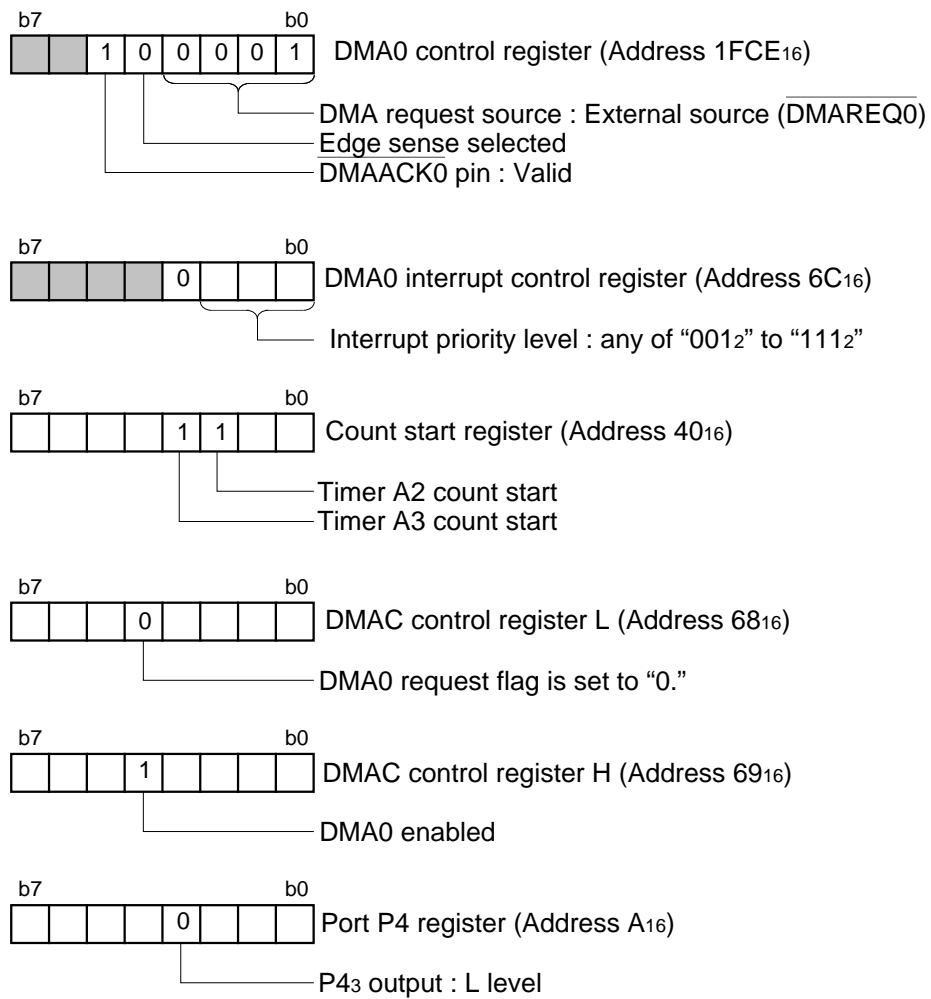 b7 b0
1 0 0 0 0 1 DMA0 control register (Address 1FCE16)
DMA request source : External source (DMAREQ0)
Edge sense selected
DMAACK0 pin : Valid
b7 b0
0 DMA0 interrupt control register (Address 6C16)
Interrupt priority level : any of “0012” to “1112”
b7 b0
1 1 Count start register (Address 4016)
Timer A2 count start
Timer A3 count start
b7 b0
0 DMAC control register L (Address 6816)
DMA0 request flag is set to “0.”
b7 b0
1 DMAC control register H (Address 6916)
DMA0 enabled
b7 b0
0 Port P4 register (Address A16)
P43 output : L level